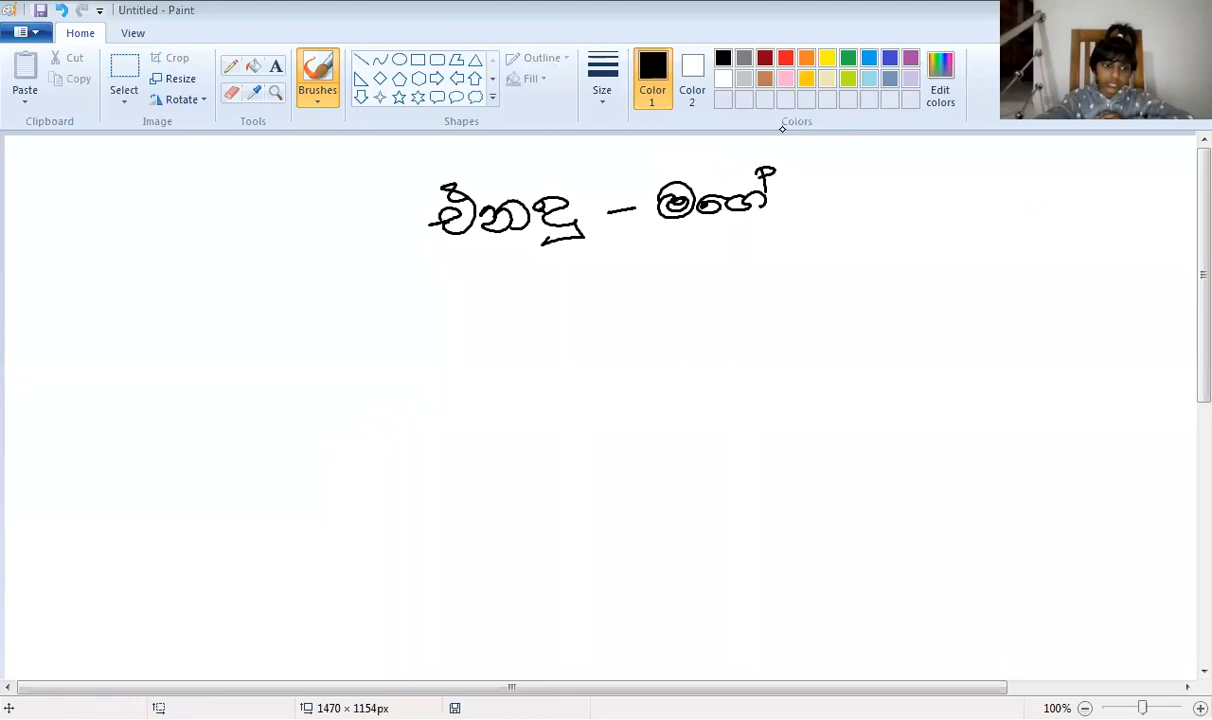 Untitled - Paint
Home View
Paste Cut Copy Select Crop Resize Rotate Brushes Outline Fill Size Color 1 Color 2 Edit colors
Clipboard Image Tools Shapes Colors
එනදු - මගේ
1470 × 1154px 100%